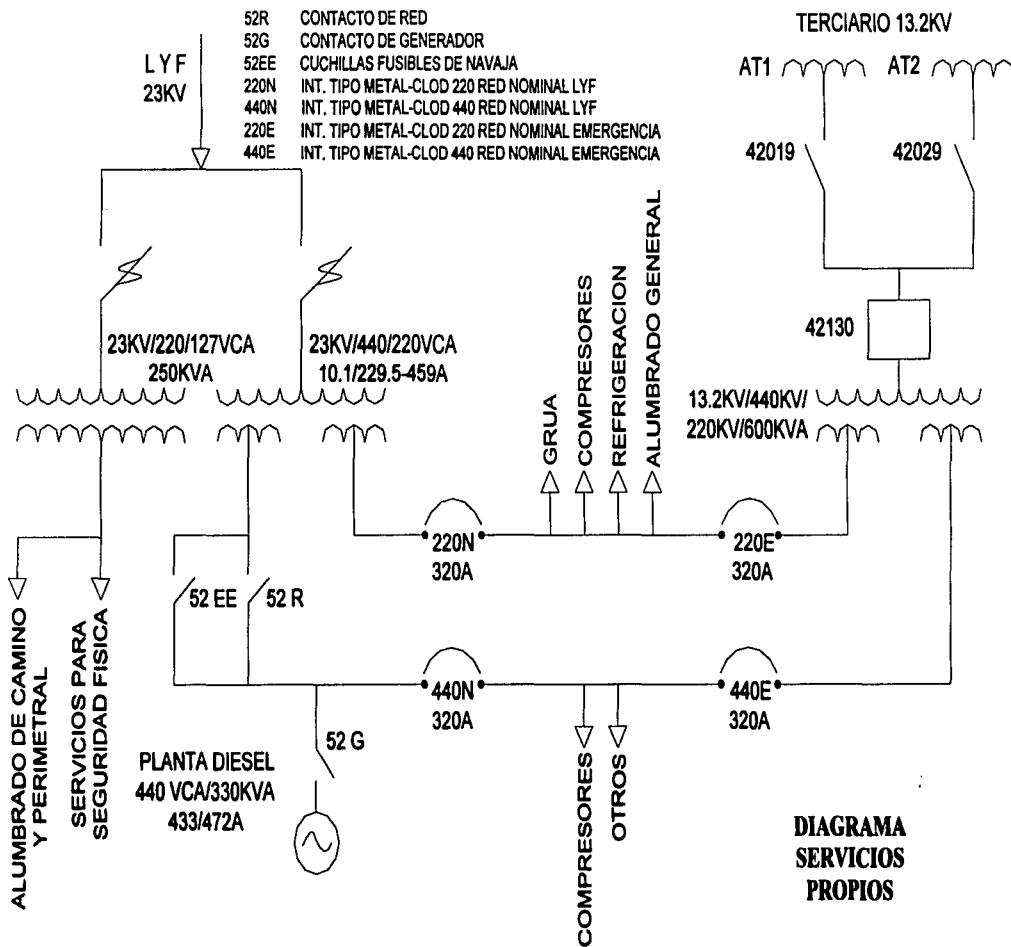 52R CONTACTO DE RED
52G CONTACTO DE GENERADOR
52EE CUCHILLAS FUSIBLES DE NAVAJA
220N INT. TIPO METAL-CLOD 220 RED NOMINAL LYF
440N INT. TIPO METAL-CLOD 440 RED NOMINAL LYF
220E INT. TIPO METAL-CLOD 220 RED NOMINAL EMERGENCIA
440E INT. TIPO METAL-CLOD 440 RED NOMINAL EMERGENCIA
L Y F
23KV
TERCIARIO 13.2KV
AT1
AT2
42019
42029
42130
23KV/220/127VCA
250KVA
23KV/440/220VCA
10.1/229.5-459A
13.2KV/440KV/
220KV/600KVA
GRUA
COMPRESORES
REFRIGERACION
ALUMBRADO GENERAL
220N
320A
220E
320A
52 EE
52 R
440N
320A
440E
320A
ALUMBRADO DE CAMINO
Y PERIMETRAL
SERVICIOS PARA
SEGURIDAD FISICA
52 G
PLANTA DIESEL
440 VCA/330KVA
433/472A
COMPRESORES
OTROS
DIAGRAMA
SERVICIOS
PROPIOS